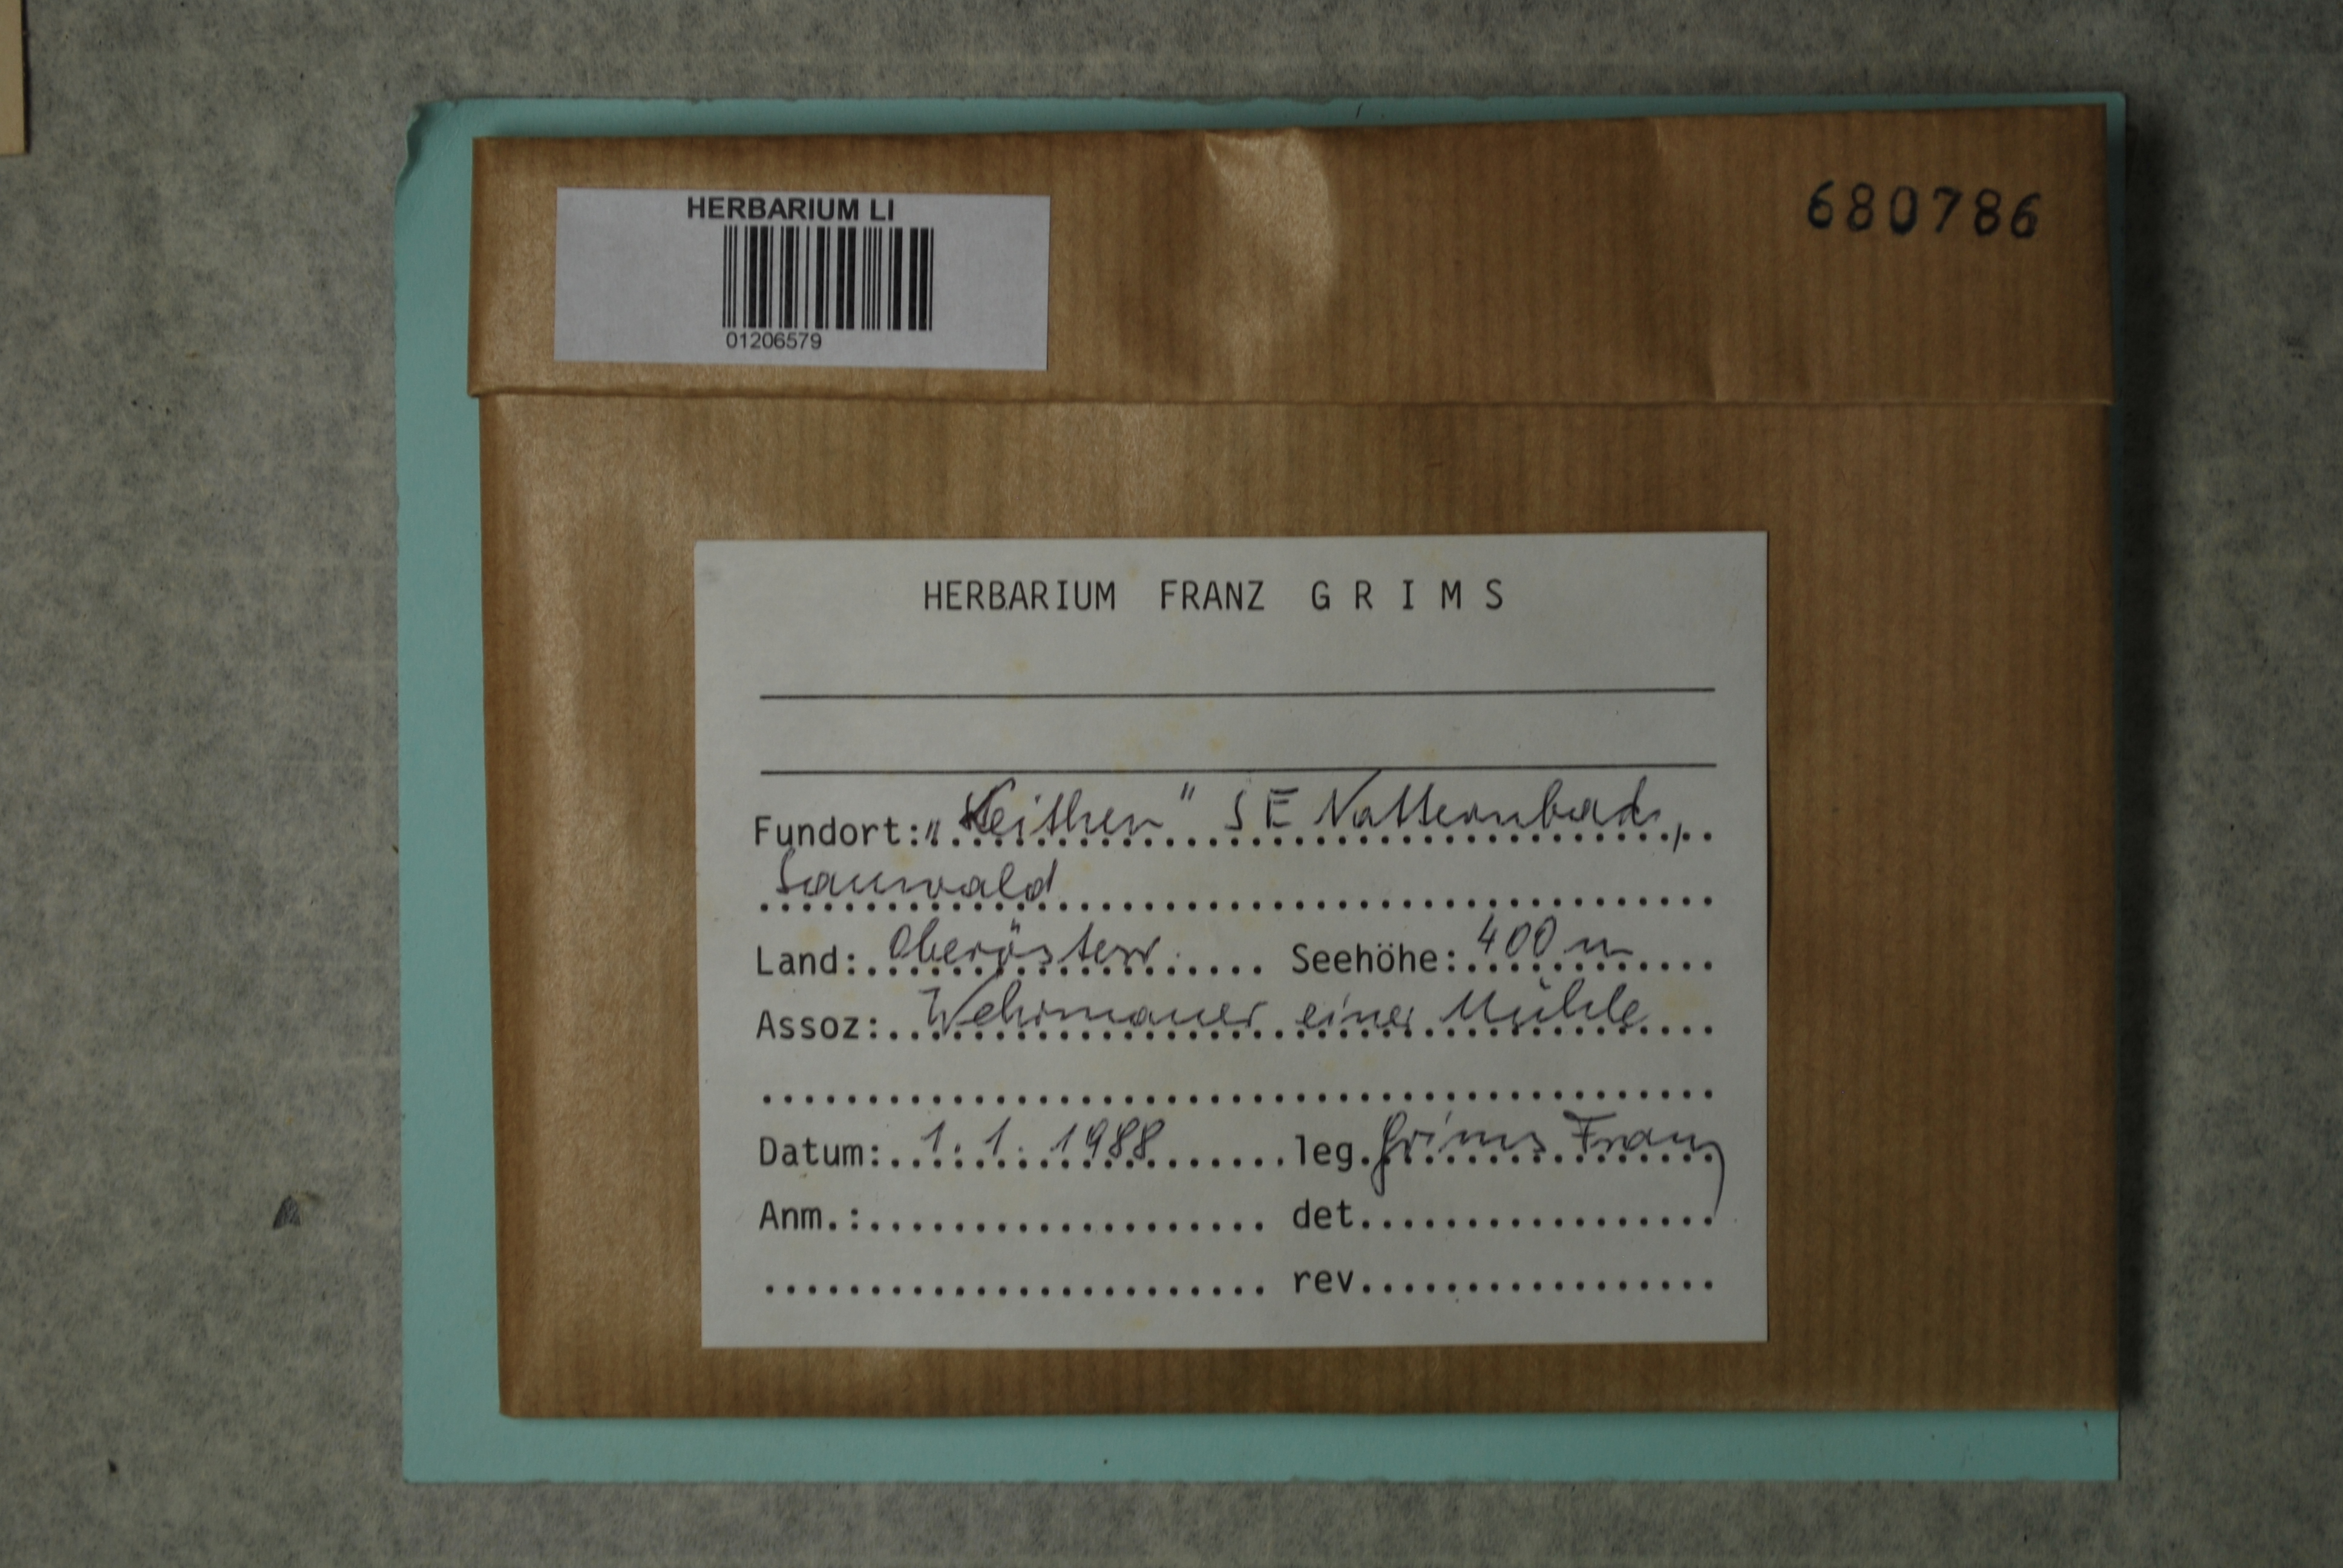 HERBARIUM LI
680786
01206579
HERBARIUM FRANZ GRIMS
Fundort: „Leithen" SE Natternbach,
Sauwald
Land: Oberösterr. Seehöhe: 400 m
Assoz: Wehrmauer einer Mühle
Datum: 1. 1. 1988 leg. Grims Franz
Anm.: det.
rev.